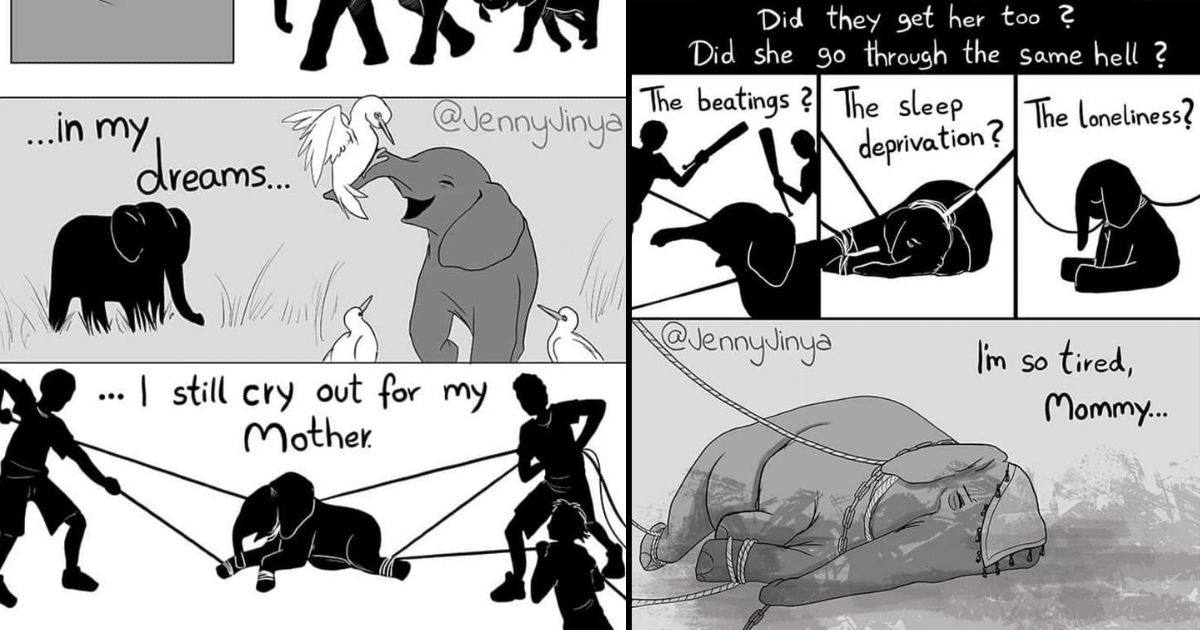 ...in my
dreams...
@JennyJinya
... I still cry out for my
Mother.
Did they get her too ?
Did she go through the same hell ?
The beatings ?
The sleep
deprivation?
The loneliness?
@JennyJinya
I'm so tired,
Mommy...